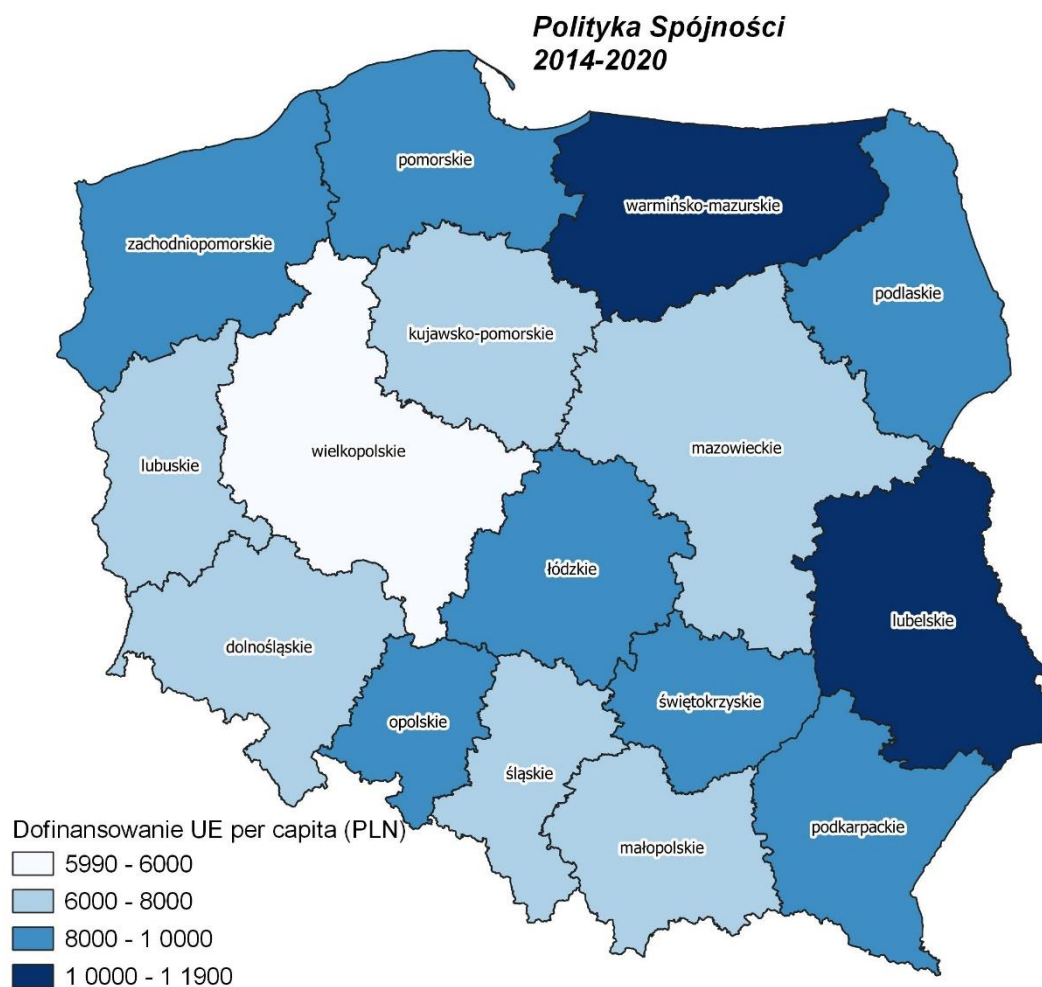 Polityka Spójności
2014-2020
pomorskie
warmińsko-mazurskie
zachodniopomorskie
podlaskie
kujawsko-pomorskie
wielkopolskie
mazowieckie
lubuskie
łódzkie
lubelskie
dolnośląskie
świętokrzyskie
opolskie
śląskie
podkarpackie
małopolskie
Dofinansowanie UE per capita (PLN)
5990 - 6000
6000 - 8000
8000 - 1 0000
1 0000 - 1 1900